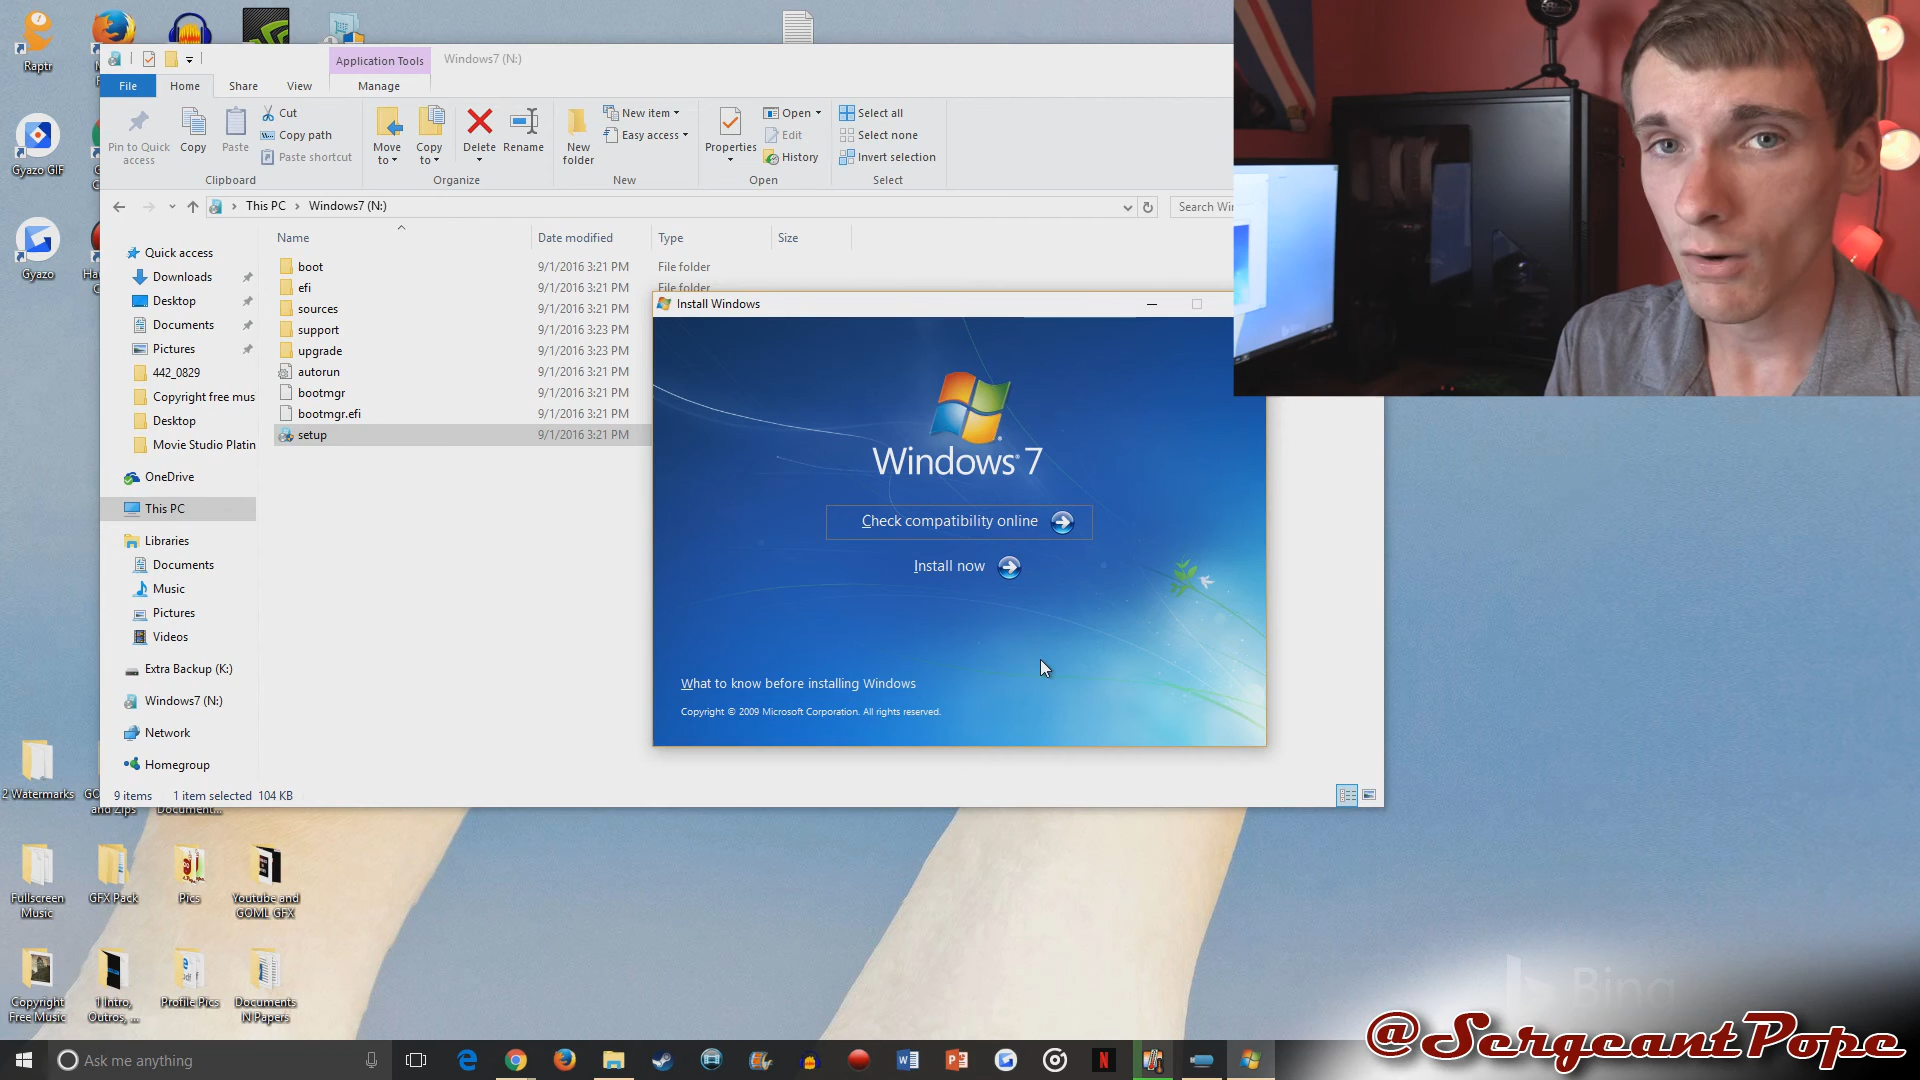 Raptr
Application Tools
Windows7 (N:)
File
Home
Share
View
Manage
Pin to Quick access
Copy
Paste
Cut
Copy path
Paste shortcut
Clipboard
Move to
Copy to
Delete
Rename
Organize
New folder
New item
Easy access
New
Properties
Open
Edit
History
Open
Select all
Select none
Invert selection
Select
Gyazo GIF
This PC
Windows7 (N:)
Search Wi
Name
Date modified
Type
Size
Gyazo
Ha
Quick access
Downloads
Desktop
Documents
Pictures
442_0829
Copyright free mus
Desktop
Movie Studio Platin
OneDrive
This PC
Libraries
Documents
Music
Pictures
Videos
Extra Backup (K:)
Windows7 (N:)
Network
Homegroup
boot 9/1/2016 3:21 PM File folder
efi 9/1/2016 3:21 PM File folder
sources 9/1/2016 3:21 PM
support 9/1/2016 3:23 PM
upgrade 9/1/2016 3:23 PM
autorun 9/1/2016 3:21 PM
bootmgr 9/1/2016 3:21 PM
bootmgr.efi 9/1/2016 3:21 PM
setup 9/1/2016 3:21 PM
Install Windows
Windows 7
Check compatibility online
Install now
What to know before installing Windows
Copyright © 2009 Microsoft Corporation. All rights reserved.
9 items 1 item selected 104 KB
2 Watermarks
and Zips
Document...
Fullscreen Music
GFX Pack
Pics
Youtube and GOML GFX
Copyright Free Music
1 Intro, Outros, ...
Profile Pics
Documents N Papers
Bing
@SergeantPope
Ask me anything